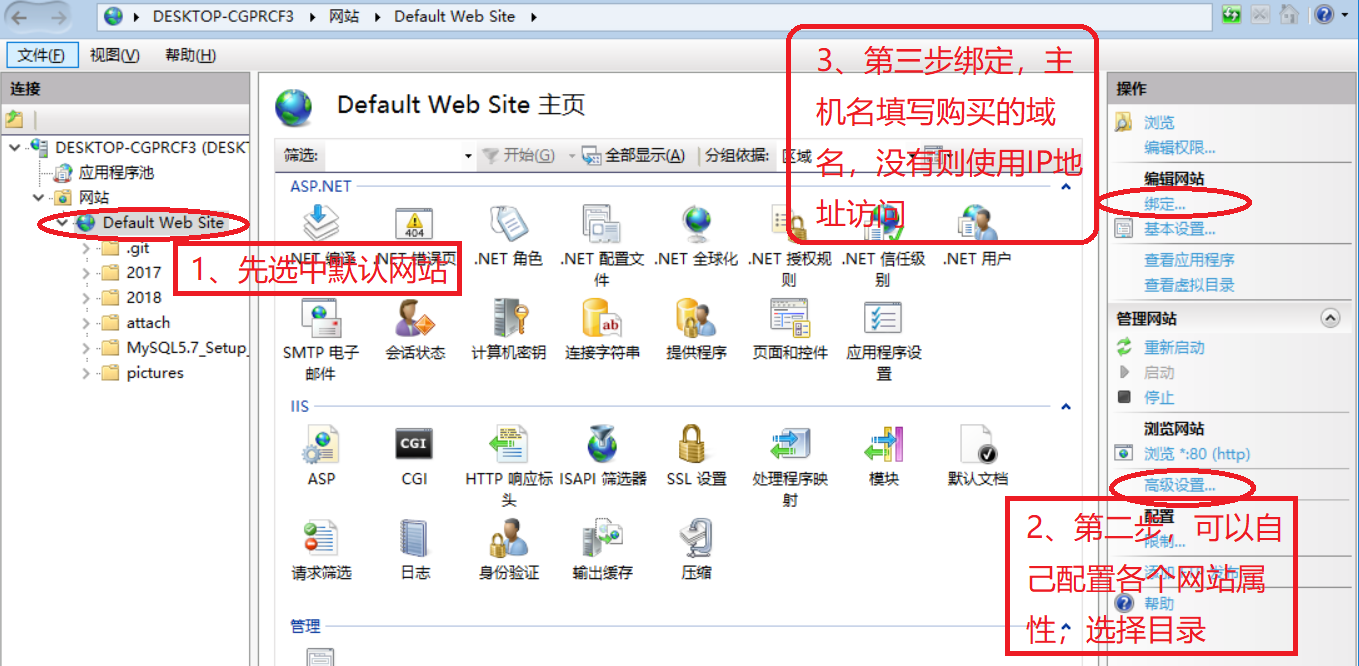 DESKTOP-CGPRCF3 网站 Default Web Site
文件(F) 视图(V) 帮助(H)
连接
DESKTOP-CGPRCF3 (DESKT
应用程序池
网站
Default Web Site
.git
2017
2018
attach
MySQL5.7_Setup_
pictures
1、先选中默认网站
Default Web Site 主页
筛选: 开始(G) 全部显示(A) 分组依据: 区域
3、第三步绑定，主
机名填写购买的域
名，没有则使用IP地
址访问
ASP.NET
.NET 编译 .NET 错误页 .NET 角色 .NET 配置文件 .NET 全球化 .NET 授权规则 .NET 信任级别 .NET 用户
404
SMTP 电子邮件 会话状态 计算机密钥 连接字符串 提供程序 页面和控件 应用程序设置
ab
IIS
CGI
ASP CGI HTTP 响应标头 ISAPI 筛选器 SSL 设置 处理程序映射 模块 默认文档
请求筛选 日志 身份验证 输出缓存 压缩
管理
操作
浏览
编辑权限...
编辑网站
绑定...
基本设置...
查看应用程序
查看虚拟目录
管理网站
重新启动
启动
停止
浏览网站
浏览 *:80 (http)
高级设置...
配置
限制...
帮助
2、第二步，可以自
己配置各个网站属
性；选择目录